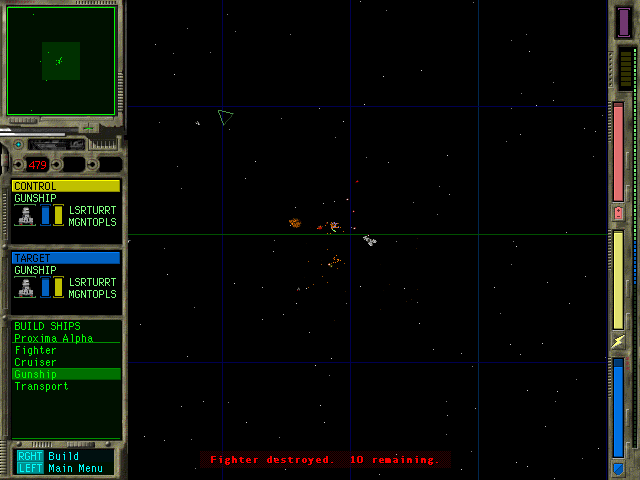 479
CONTROL
GUNSHIP
LSRTURRT
MGNTOPLS
TARGET
GUNSHIP
LSRTURRT
MGNTOPLS
BUILD SHIPS
Proxima Alpha
Fighter
Cruiser
Gunship
Transport
RGHT Build
LEFT Main Menu
Fighter destroyed. 10 remaining.